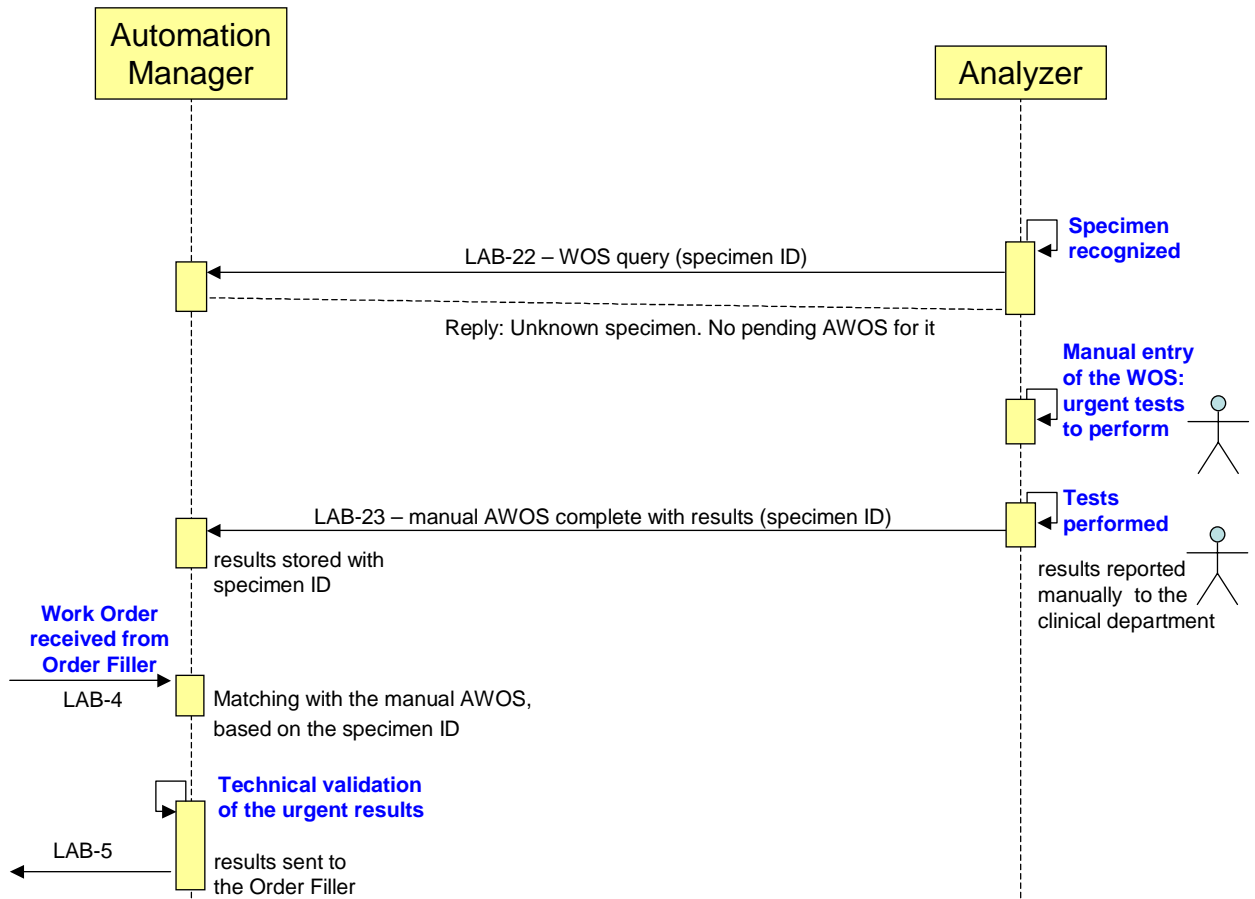 Automation
Manager
Analyzer
Specimen
recognized
LAB-22 – WOS query (specimen ID)
Reply: Unknown specimen. No pending AWOS for it
Manual entry
of the WOS:
urgent tests
to perform
Tests
performed
LAB-23 – manual AWOS complete with results (specimen ID)
results stored with
specimen ID
results reported
manually to the
clinical department
Work Order
received from
Order Filler
LAB-4
Matching with the manual AWOS,
based on the specimen ID
Technical validation
of the urgent results
LAB-5
results sent to
the Order Filler